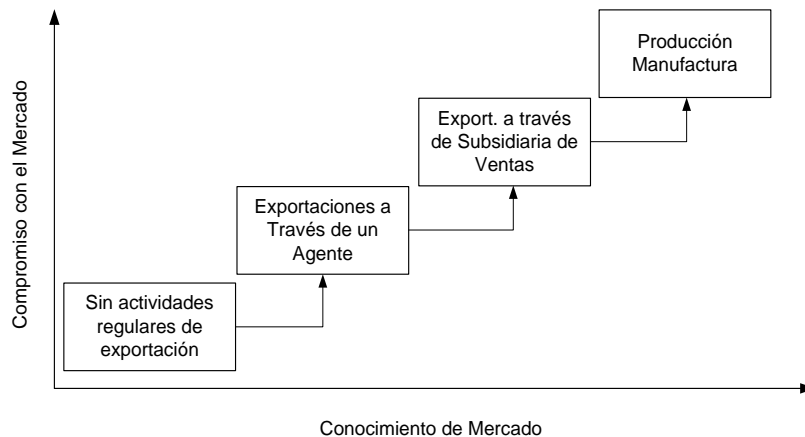 Producción
Manufactura
Export. a través
de Subsidiaria de
Ventas
Exportaciones a
Través de un
Agente
Sin actividades
regulares de
exportación
Compromiso con el Mercado
Conocimiento de Mercado